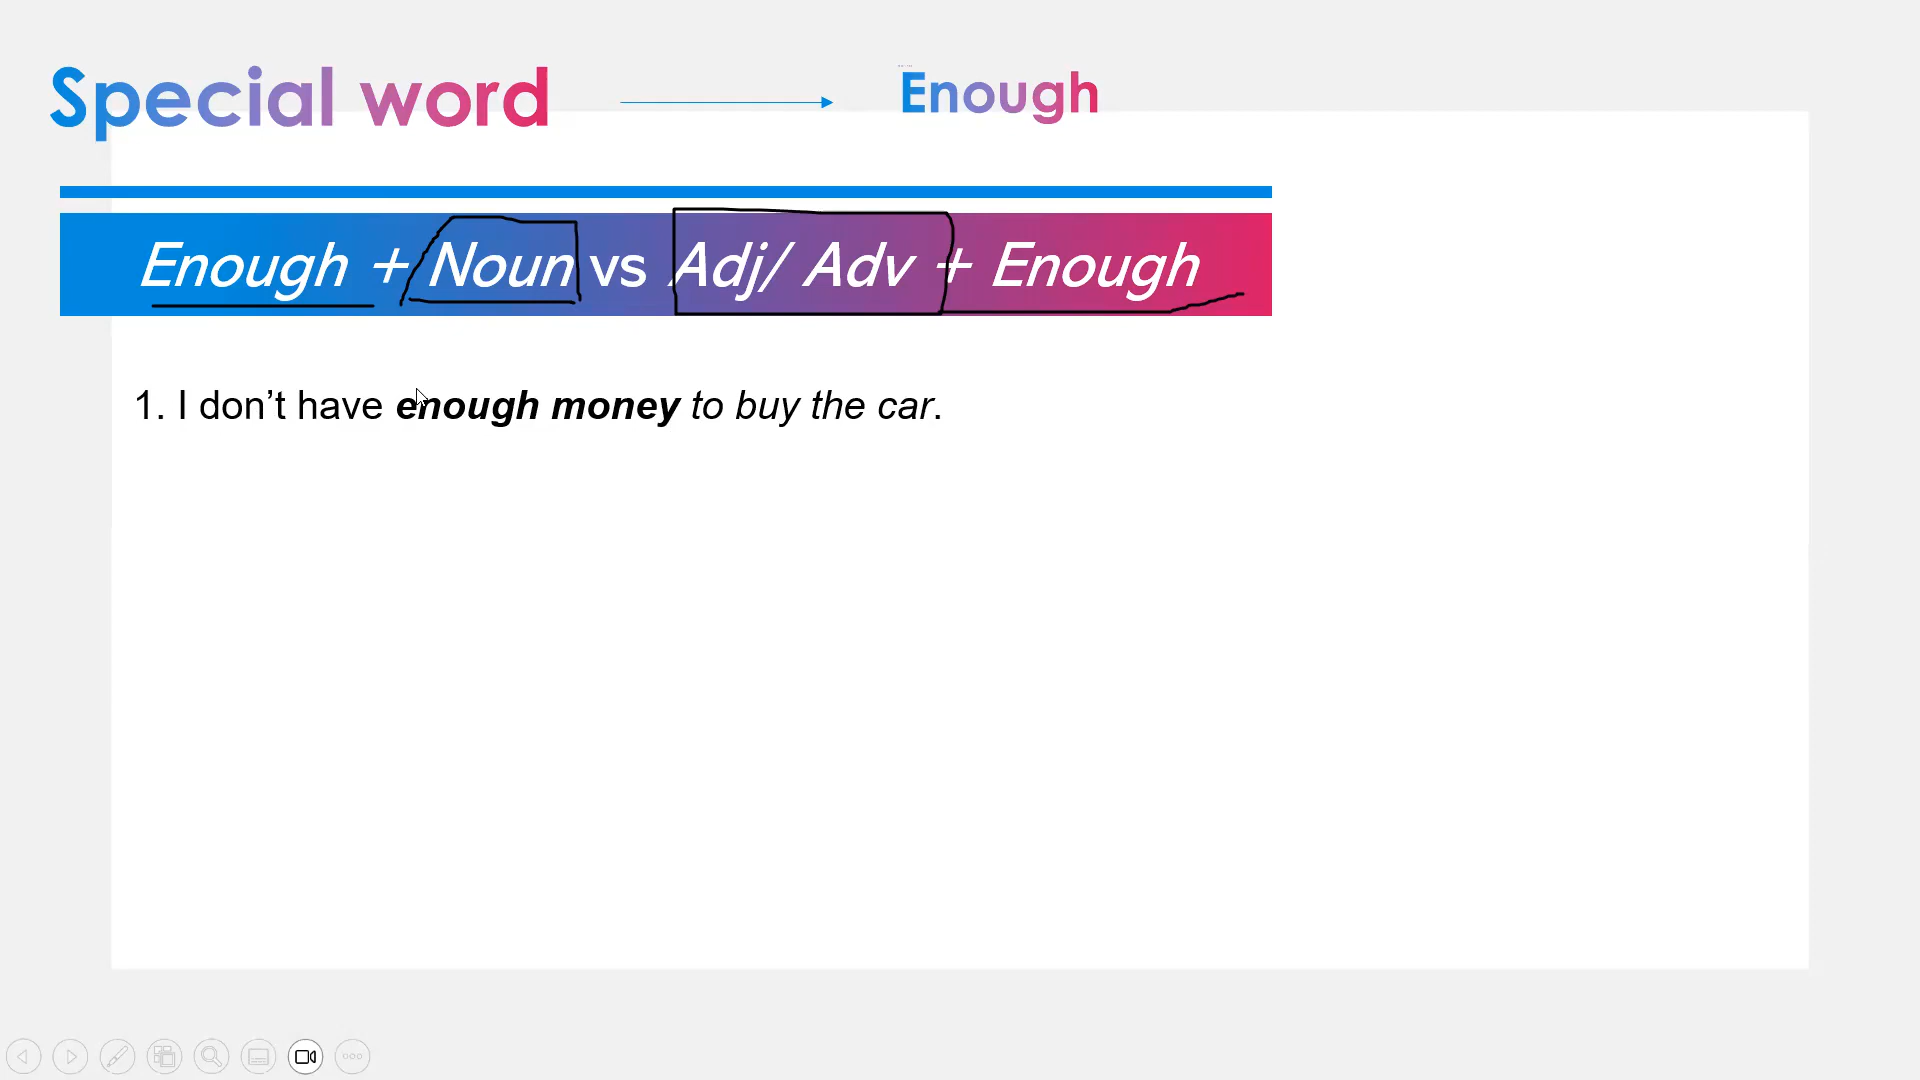 Special word
Enough
Enough + Noun vs Adj/ Adv + Enough
1. I don’t have enough money to buy the car.